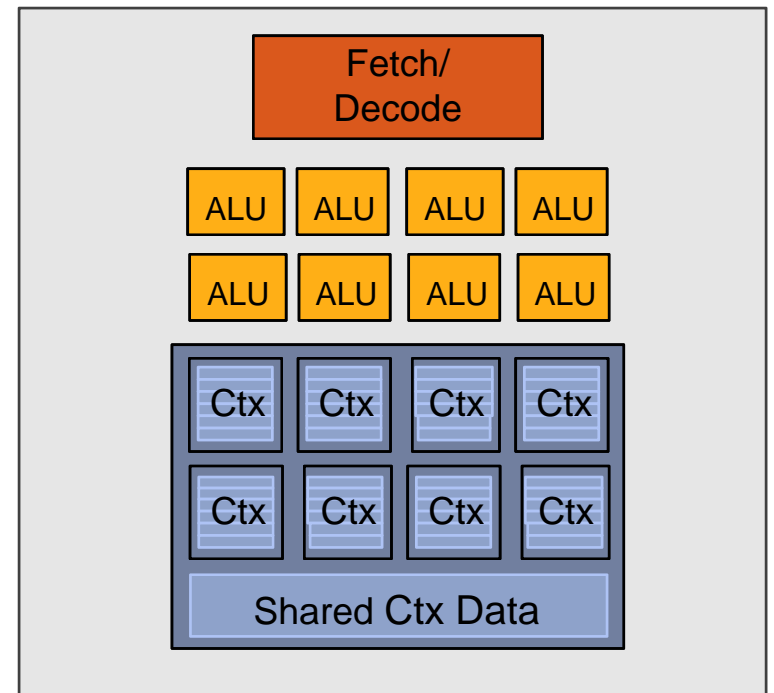 Fetch/
Decode
ALU ALU ALU ALU
ALU ALU ALU ALU
Ctx Ctx Ctx Ctx
Ctx Ctx Ctx Ctx
Shared Ctx Data